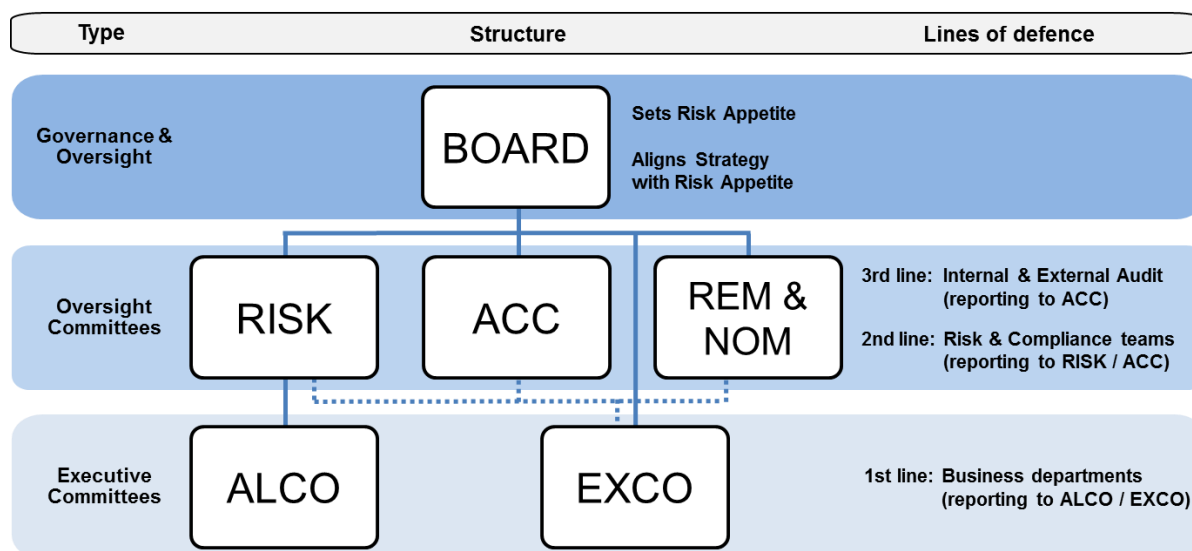 Type
Structure
Lines of defence
Governance &
Oversight
BOARD
Sets Risk Appetite
Aligns Strategy
with Risk Appetite
Oversight
Committees
RISK
ACC
REM &
NOM
3rd line: Internal & External Audit
(reporting to ACC)
2nd line: Risk & Compliance teams
(reporting to RISK / ACC)
Executive
Committees
ALCO
EXCO
1st line: Business departments
(reporting to ALCO / EXCO)